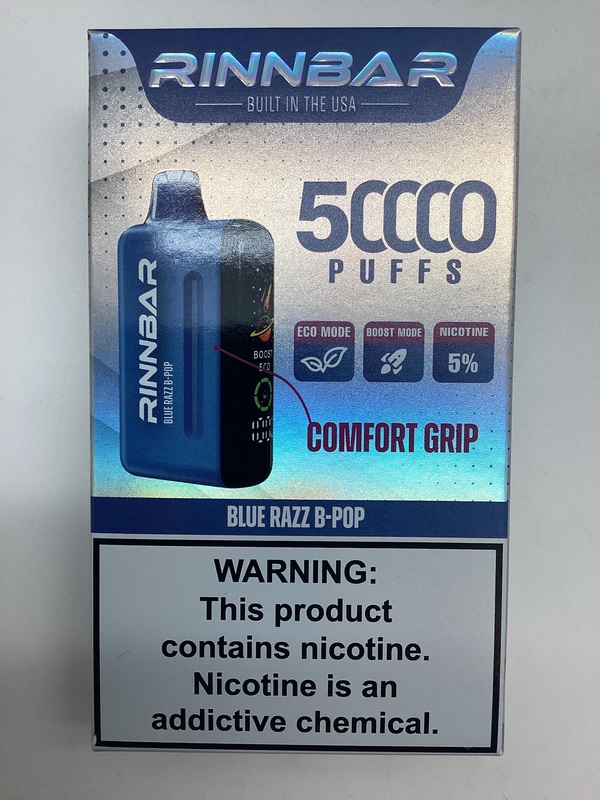 RINNBAR
BUILT IN THE USA
50000
PUFFS
ECO MODE
BOOST MODE
NICOTINE
5%
RINNBAR
BLUE RAZZ B-POP
BOOST
ECO
COMFORT GRIP
BLUE RAZZ B-POP
WARNING:
This product
contains nicotine.
Nicotine is an
addictive chemical.